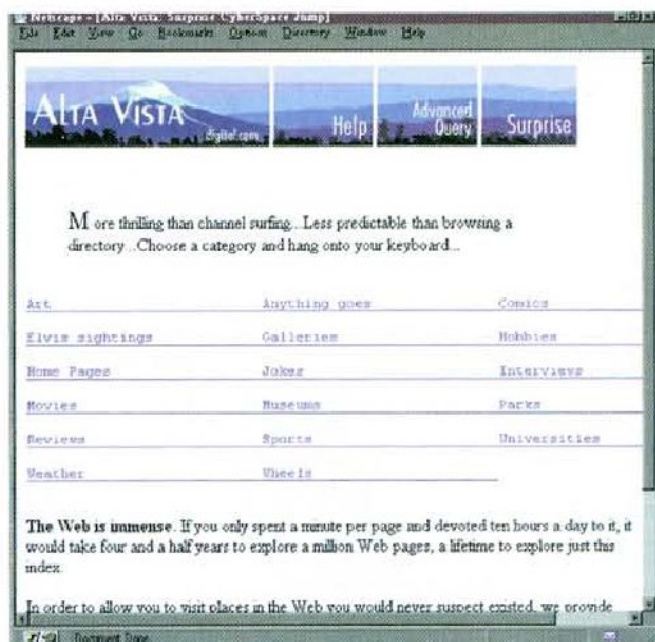 Netscape - [Alta Vista: Surprise CyberSpace Jump]
File Edit View Go Bookmarks Options Directory Window Help
ALTA VISTA
digital.com
Help
Advanced
Query
Surprise
More thrilling than channel surfing...Less predictable than browsing a
directory...Choose a category and hang onto your keyboard...
Art Anything goes Comics
Elvis sightings Galleries Hobbies
Home Pages Jokes Interviews
Movies Museums Parks
Reviews Sports Universities
Weather Wheels
The Web is immense. If you only spent a minute per page and devoted ten hours a day to it, it
would take four and a half years to explore a million Web pages, a lifetime to explore just this
index.
In order to allow you to visit places in the Web you would never suspect existed, we provide
Document: Done